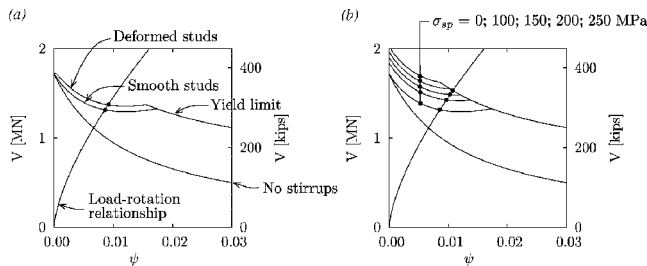 (a)
Deformed studs
Smooth studs
Yield limit
No stirrups
Load-rotation
relationship
V [MN]
2
1
0
V [kips]
400
200
0
0.00
0.01
0.02
0.03
ψ
(b)
σsp = 0; 100; 150; 200; 250 MPa
V [MN]
2
1
0
V [kips]
400
200
0
0.00
0.01
0.02
0.03
ψ